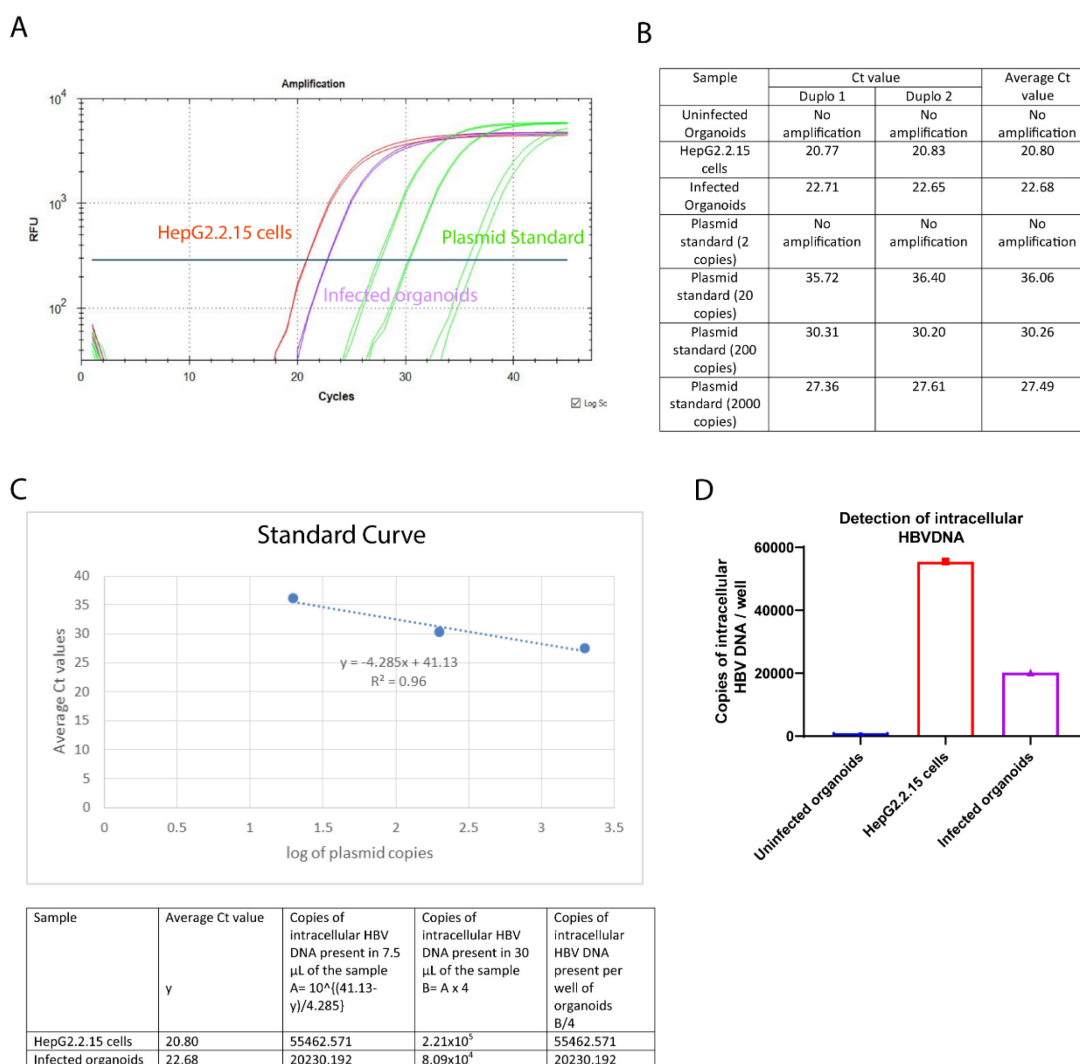 A
Amplification
10^4
10^3
10^2
RFU
HepG2.2.15 cells
Plasmid Standard
Infected organoids
0
20
30
40
Cycles
Log Sc
B
Sample
Ct value
Average Ct
value
Duplo 1
Duplo 2
Uninfected
Organoids
No
amplification
No
amplification
No
amplification
HepG2.2.15
cells
20.77
20.83
20.80
Infected
Organoids
22.71
22.65
22.68
Plasmid
standard (2
copies)
No
amplification
No
amplification
No
amplification
Plasmid
standard (20
copies)
35.72
36.40
36.06
Plasmid
standard (200
copies)
30.31
30.20
30.26
Plasmid
standard (2000
copies)
27.36
27.61
27.49
C
Standard Curve
40
35
30
25
20
15
10
5
0
Average Ct values
y = -4.285x + 41.13
R² = 0.96
0
0.5
1
1.5
2
2.5
3
3.5
log of plasmid copies
Sample
Average Ct value
y
Copies of
intracellular HBV
DNA present in 7.5
µL of the sample
A= 10^{(41.13-
y)/4.285}
Copies of
intracellular HBV
DNA present in 30
µL of the sample
B= A x 4
Copies of
intracellular HBV
DNA
present per
well of
organoids
B/4
HepG2.2.15 cells
20.80
55462.571
2.21x10⁵
55462.571
Infected organoids
22.68
20230.192
8.09x10⁴
20230.192
D
Detection of intracellular
HBVDNA
60000
40000
20000
0
Copies of intracellular
HBV DNA / well
Uninfected organoids
HepG2.2.15 cells
Infected organoids